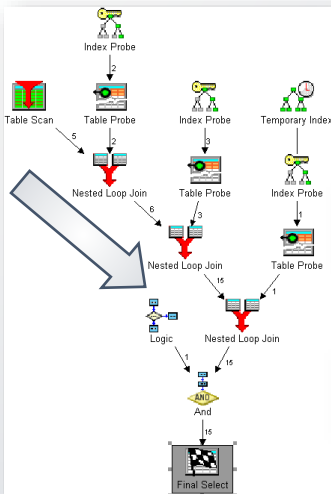 Index Probe
2
Table Scan
Table Probe
Index Probe
Temporary Index
5
2
3
Nested Loop Join
Table Probe
Index Probe
6
3
1
Nested Loop Join
Table Probe
15
1
Logic
Nested Loop Join
1
15
AND
And
15
Final Select